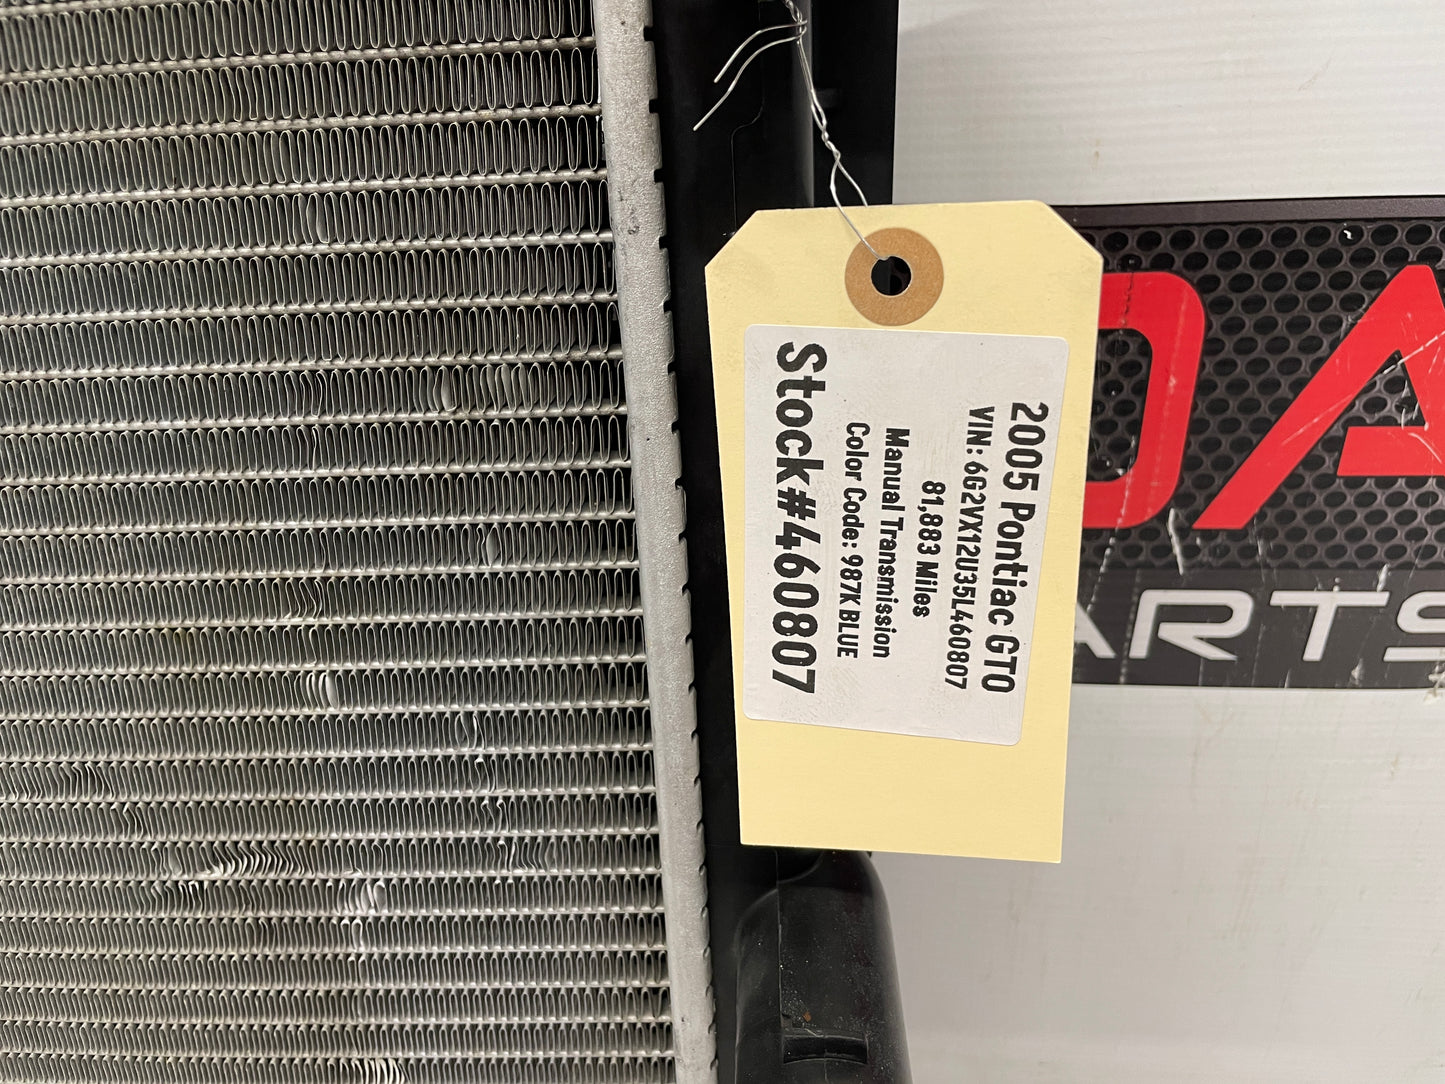 2005 Pontiac GTO
VIN: 6G2VX12U35L460807
81,883 Miles
Manual Transmission
Color Code: 987K BLUE
Stock#460807